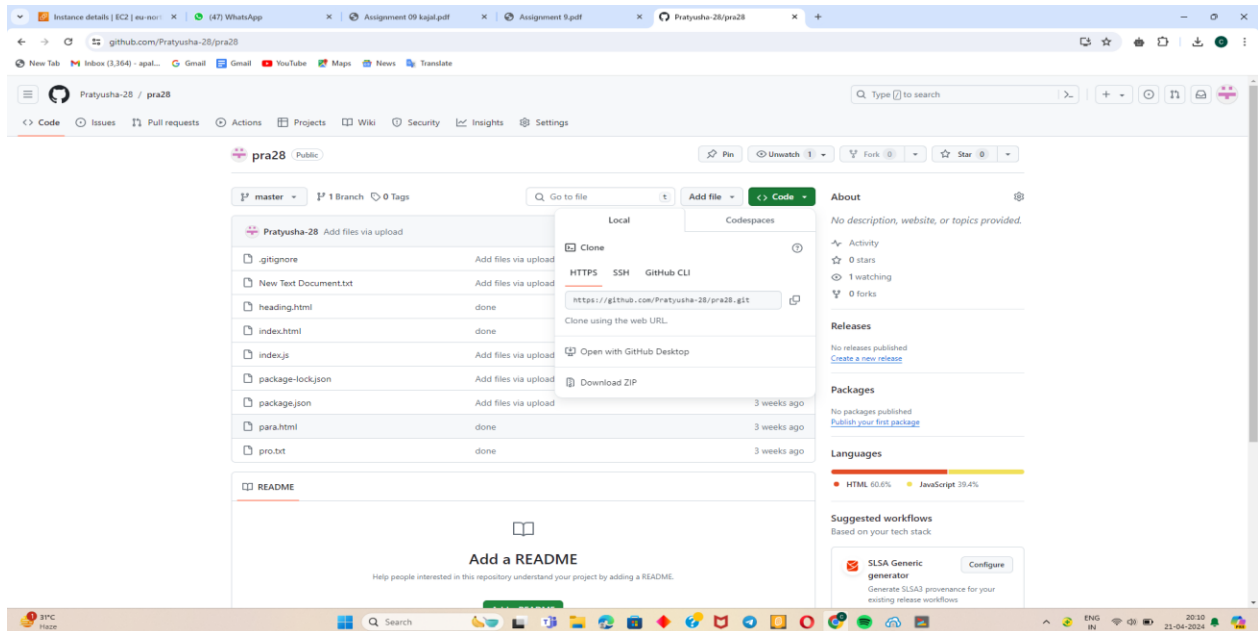 Instance details | EC2 | eu-nort
(47) WhatsApp
Assignment 09 kajal.pdf
Assignment 9.pdf
Pratyusha-28/pra28
github.com/Pratyusha-28/pra28
New Tab
Inbox (3,364) - apal...
Gmail
Gmail
YouTube
Maps
News
Translate
Pratyusha-28 / pra28
Type / to search
Code
Issues
Pull requests
Actions
Projects
Wiki
Security
Insights
Settings
pra28 Public
Pin
Unwatch 1
Fork 0
Star 0
master
1 Branch
0 Tags
Go to file t
Add file
<> Code
Local
Codespaces
Clone
HTTPS SSH GitHub CLI
https://github.com/Pratyusha-28/pra28.git
Clone using the web URL.
Open with GitHub Desktop
Download ZIP
Pratyusha-28 Add files via upload
.gitignore Add files via upload
New Text Document.txt Add files via upload
heading.html done
index.html done
index.js Add files via upload
package-lock.json Add files via upload
package.json Add files via upload 3 weeks ago
para.html done 3 weeks ago
pro.txt done 3 weeks ago
README
Add a README
Help people interested in this repository understand your project by adding a README.
About
No description, website, or topics provided.
Activity
0 stars
1 watching
0 forks
Releases
No releases published
Create a new release
Packages
No packages published
Publish your first package
Languages
HTML 60.6% JavaScript 39.4%
Suggested workflows
Based on your tech stack
SLSA Generic
generator
Configure
Generate SLSA3 provenance for your
existing release workflows
1
31°C
Haze
Search
ENG
IN
20:10
21-04-2024